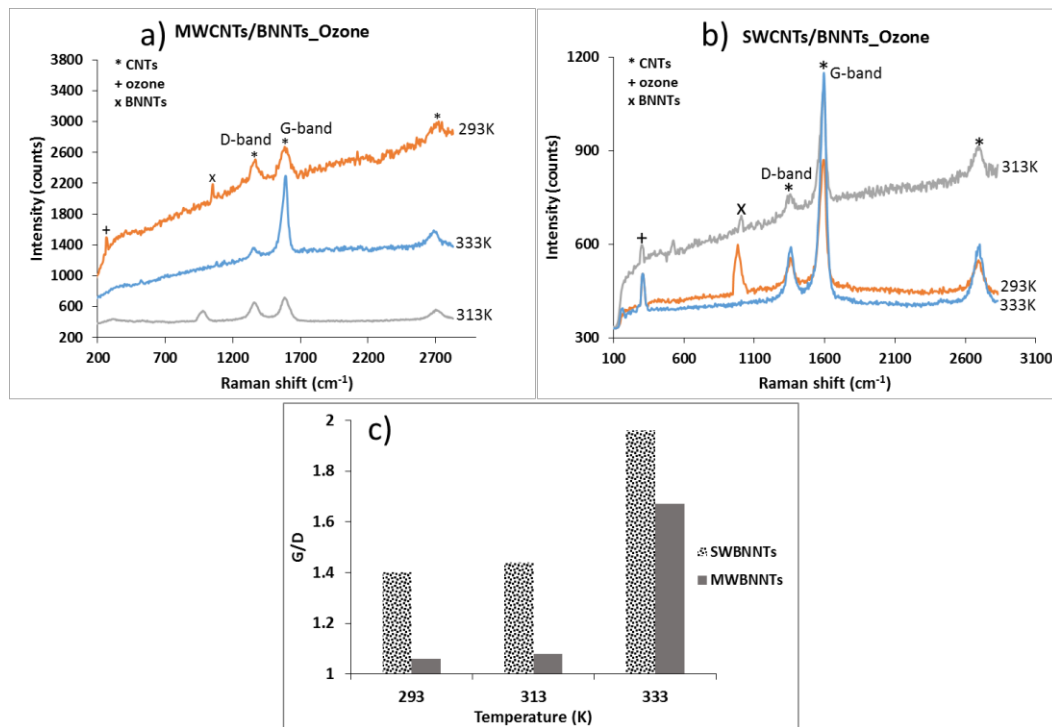 a) MWCNTs/BNNTs_Ozone
* CNTs
+ ozone
x BNNTs
3800
3400
3000
2600
2200
1800
1400
1000
600
200
Intensity (counts)
D-band
G-band
*
*
*
x
+
293K
333K
313K
200
700
1200
1700
2200
2700
Raman shift (cm⁻¹)
b) SWCNTs/BNNTs_Ozone
* CNTs
+ ozone
x BNNTs
1200
900
600
300
Intensity (counts)
*
G-band
D-band
*
*
x
+
313K
293K
333K
100
600
1100
1600
2100
2600
3100
Raman shift (cm⁻¹)
c)
2
1.8
1.6
1.4
1.2
1
G/D
293
313
333
Temperature (K)
SWBNNTs
MWBNNTs